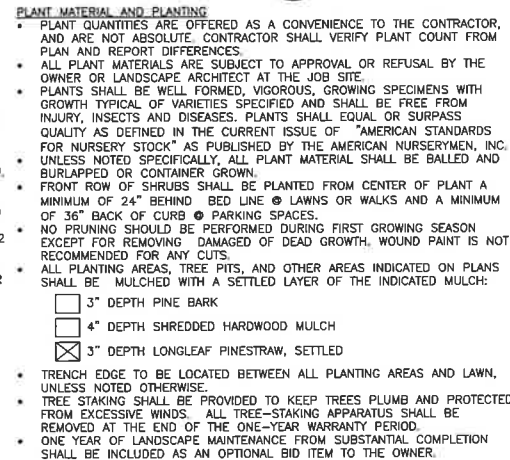 PLANT MATERIAL AND PLANTING
• PLANT QUANTITIES ARE OFFERED AS A CONVENIENCE TO THE CONTRACTOR,
AND ARE NOT ABSOLUTE. CONTRACTOR SHALL VERIFY PLANT COUNT FROM
PLAN AND REPORT DIFFERENCES.
• ALL PLANT MATERIALS ARE SUBJECT TO APPROVAL OR REFUSAL BY THE
OWNER OR LANDSCAPE ARCHITECT AT THE JOB SITE.
• PLANTS SHALL BE WELL FORMED, VIGOROUS, GROWING SPECIMENS WITH
GROWTH TYPICAL OF VARIETIES SPECIFIED AND SHALL BE FREE FROM
INJURY, INSECTS AND DISEASES. PLANTS SHALL EQUAL OR SURPASS
QUALITY AS DEFINED IN THE CURRENT ISSUE OF "AMERICAN STANDARDS
FOR NURSERY STOCK" AS PUBLISHED BY THE AMERICAN NURSERYMEN, INC.
• UNLESS NOTED SPECIFICALLY, ALL PLANT MATERIAL SHALL BE BALLED AND
BURLAPPED OR CONTAINER GROWN.
• FRONT ROW OF SHRUBS SHALL BE PLANTED FROM CENTER OF PLANT A
MINIMUM OF 24" BEHIND BED LINE @ LAWNS OR WALKS AND A MINIMUM
OF 36" BACK OF CURB @ PARKING SPACES.
• NO PRUNING SHOULD BE PERFORMED DURING FIRST GROWING SEASON
EXCEPT FOR REMOVING DAMAGED OF DEAD GROWTH. WOUND PAINT IS NOT
RECOMMENDED FOR ANY CUTS.
• ALL PLANTING AREAS, TREE PITS, AND OTHER AREAS INDICATED ON PLANS
SHALL BE MULCHED WITH A SETTLED LAYER OF THE INDICATED MULCH:
3" DEPTH PINE BARK
4" DEPTH SHREDDED HARDWOOD MULCH
3" DEPTH LONGLEAF PINESTRAW, SETTLED
• TRENCH EDGE TO BE LOCATED BETWEEN ALL PLANTING AREAS AND LAWN,
UNLESS NOTED OTHERWISE.
• TREE STAKING SHALL BE PROVIDED TO KEEP TREES PLUMB AND PROTECTED
FROM EXCESSIVE WINDS. ALL TREE-STAKING APPARATUS SHALL BE
REMOVED AT THE END OF THE ONE-YEAR WARRANTY PERIOD.
• ONE YEAR OF LANDSCAPE MAINTENANCE FROM SUBSTANTIAL COMPLETION
SHALL BE INCLUDED AS AN OPTIONAL BID ITEM TO THE OWNER.